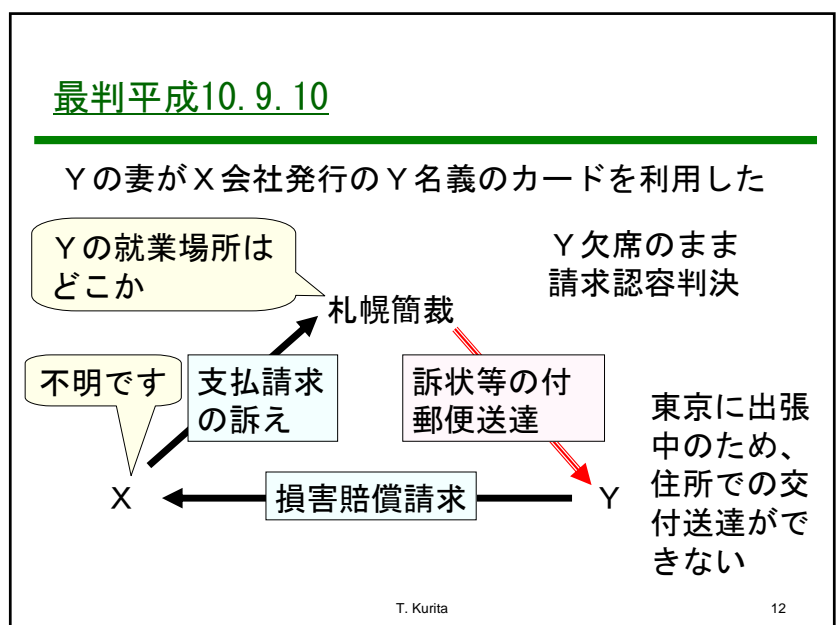 最判平成10.9.10
Yの妻がX会社発行のY名義のカードを利用した
Yの就業場所は
どこか
Y欠席のまま
請求認容判決
札幌簡裁
不明です
支払請求
の訴え
訴状等の付
郵便送達
東京に出張
中のため、
住所での交
付送達がで
きない
X
損害賠償請求
Y
T. Kurita
12